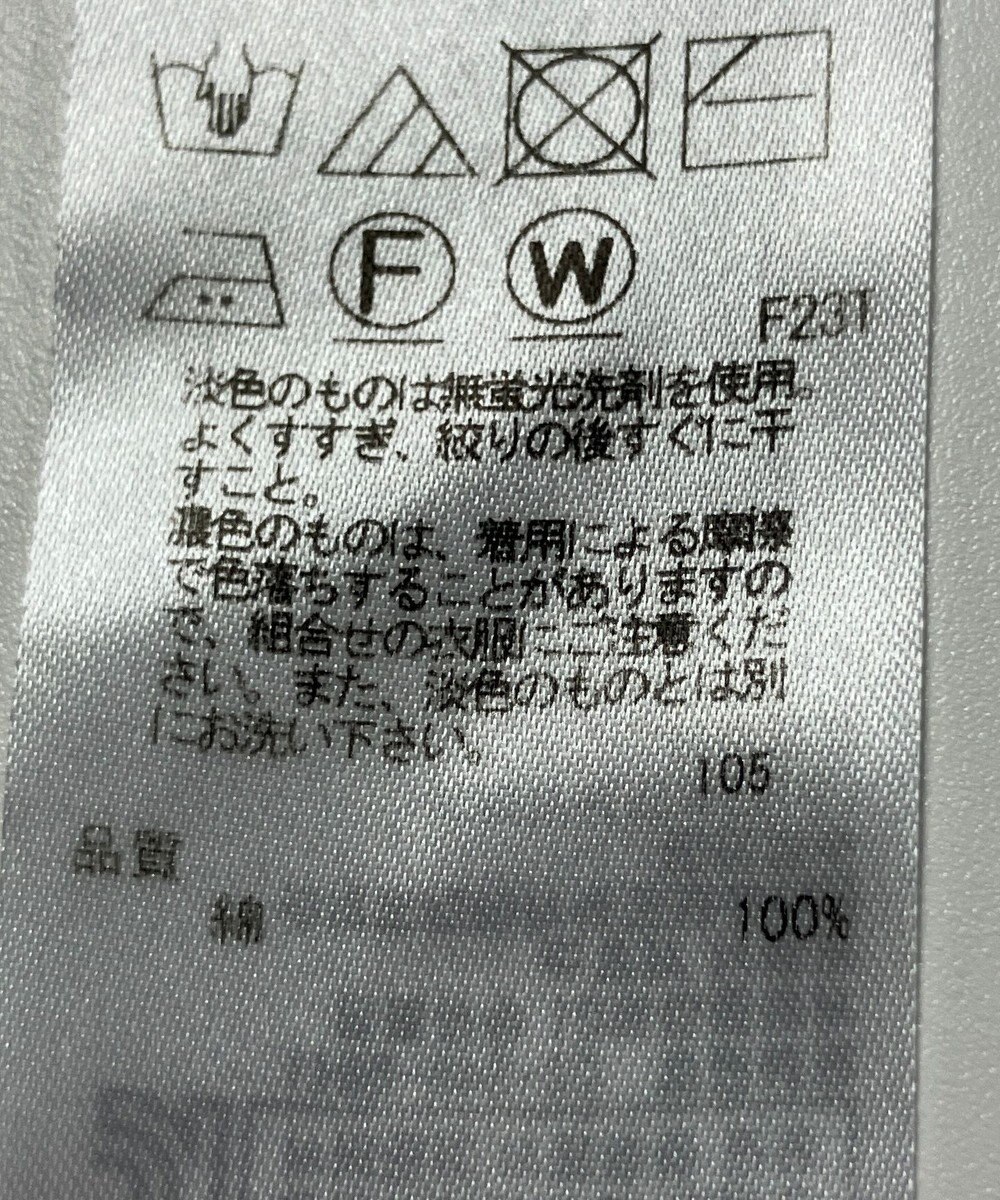 F W
F231
淡色のものは無蛍光洗剤を使用。
よくすすぎ、絞りの後すぐに干
すこと。
濃色のものは、着用による摩擦
で色落ちすることがありますの
で、組合せの衣服にご注意くだ
さい。また、淡色のものとは別
にお洗い下さい。
105
品質
綿 100%